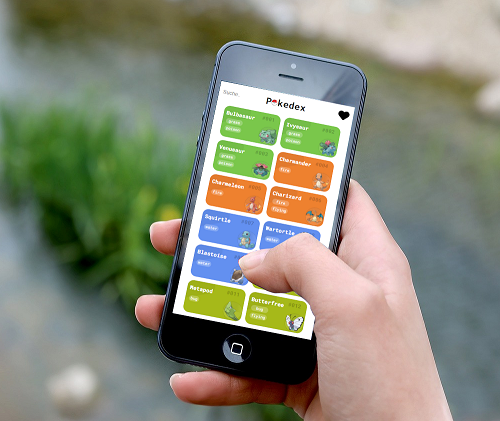 Suche
Pokedex
Bulbasaur #001
grass
poison
Ivysaur
grass
poison
Venusaur
grass
poison
Charmander
fire
Charmeleon
fire
Charizard
fire
flying
Squirtle
water
Wartortle
water
Blastoise
water
Metapod
bug
Butterfree
bug
flying